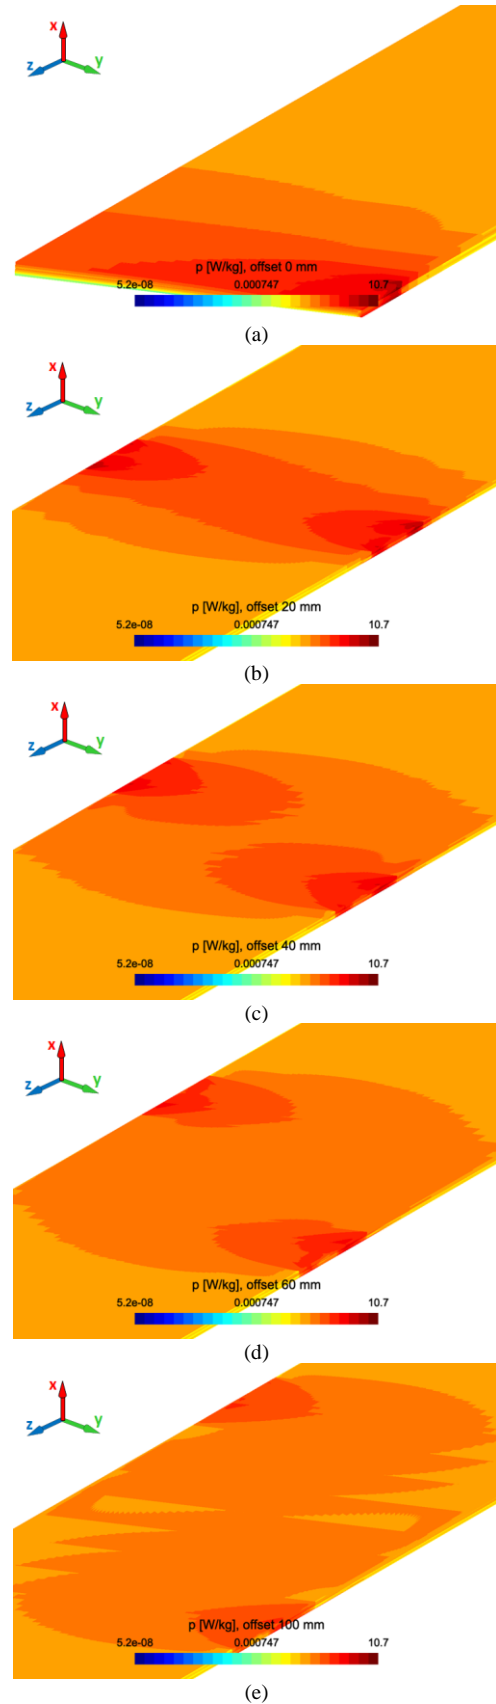 x
z y
p [W/kg], offset 0 mm
5.2e-08 0.000747 10.7
(a)
x
z y
p [W/kg], offset 20 mm
5.2e-08 0.000747 10.7
(b)
x
z y
p [W/kg], offset 40 mm
5.2e-08 0.000747 10.7
(c)
x
z y
p [W/kg], offset 60 mm
5.2e-08 0.000747 10.7
(d)
x
z y
p [W/kg], offset 100 mm
5.2e-08 0.000747 10.7
(e)